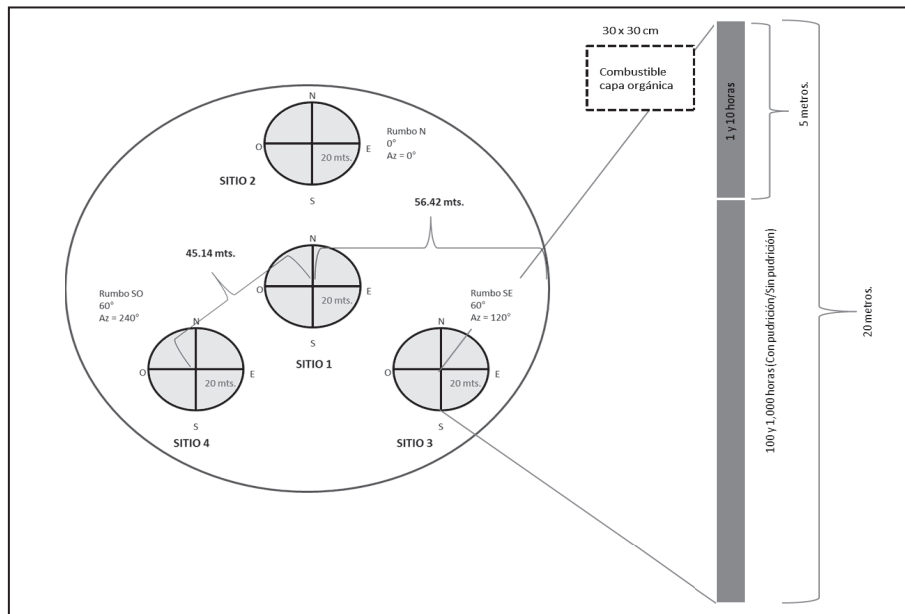 30 x 30 cm
Combustible
capa orgánica
N
O
E
20 mts.
S
SITIO 2
Rumbo N
0°
Az = 0°
56.42 mts.
45.14 mts.
N
O
20 mts.
S
SITIO 1
Rumbo SO
60°
Az = 240°
N
O
E
20 mts.
S
SITIO 4
Rumbo SE
60°
Az = 120°
O
E
20 mts.
S
SITIO 3
1 y 10 horas
5 metros.
100 y 1,000 horas (Con pudrición/Sin pudrición)
20 metros.